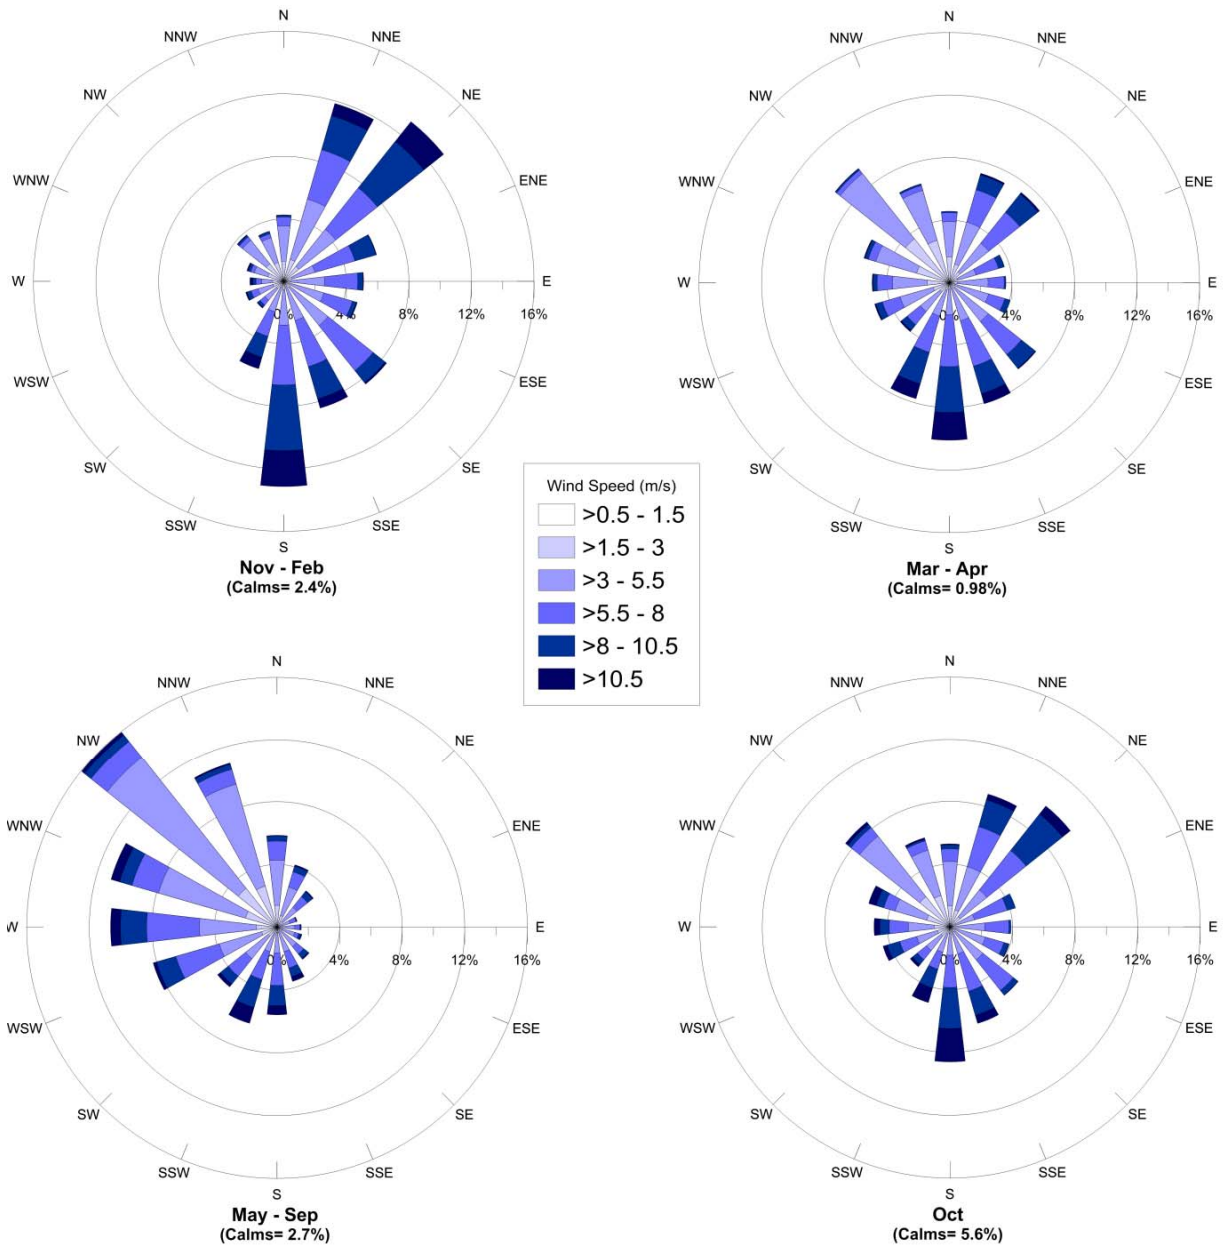 N
NNW
NNE
NW
NE
WNW
ENE
W
E
0%
4%
8%
12%
16%
WSW
ESE
SW
SE
SSW
SSE
S
Nov - Feb
(Calms= 2.4%)
N
NNW
NNE
NW
NE
WNW
ENE
W
E
0%
4%
8%
12%
16%
WSW
ESE
SW
SE
SSW
SSE
S
Mar - Apr
(Calms= 0.98%)
Wind Speed (m/s)
>0.5 - 1.5
>1.5 - 3
>3 - 5.5
>5.5 - 8
>8 - 10.5
>10.5
N
NNW
NNE
NW
NE
WNW
ENE
W
E
0%
4%
8%
12%
16%
WSW
ESE
SW
SE
SSW
SSE
S
May - Sep
(Calms= 2.7%)
N
NNW
NNE
NW
NE
WNW
ENE
W
E
0%
4%
8%
12%
16%
WSW
ESE
SW
SE
SSW
SSE
S
Oct
(Calms= 5.6%)